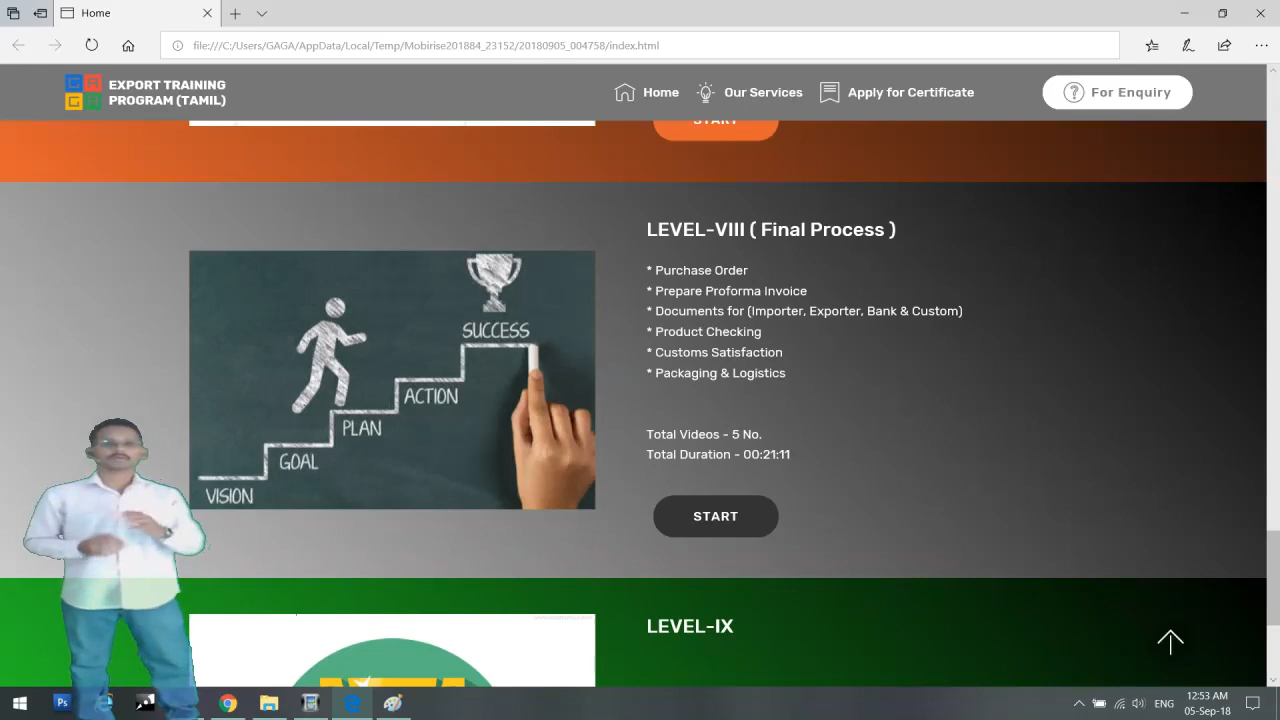 Home
file:///C:/Users/GAGA/AppData/Local/Temp/Mobirise201884_23152/20180905_004758/index.html
GAGA
EXPORT TRAINING
PROGRAM (TAMIL)
Home
Our Services
Apply for Certificate
For Enquiry
START
LEVEL-VIII ( Final Process )
* Purchase Order
* Prepare Proforma Invoice
* Documents for (Importer, Exporter, Bank & Custom)
* Product Checking
* Customs Satisfaction
* Packaging & Logistics
Total Videos - 5 No.
Total Duration - 00:21:11
START
SUCCESS
ACTION
PLAN
GOAL
VISION
LEVEL-IX
Ps
ENG
12:53 AM
05-Sep-18